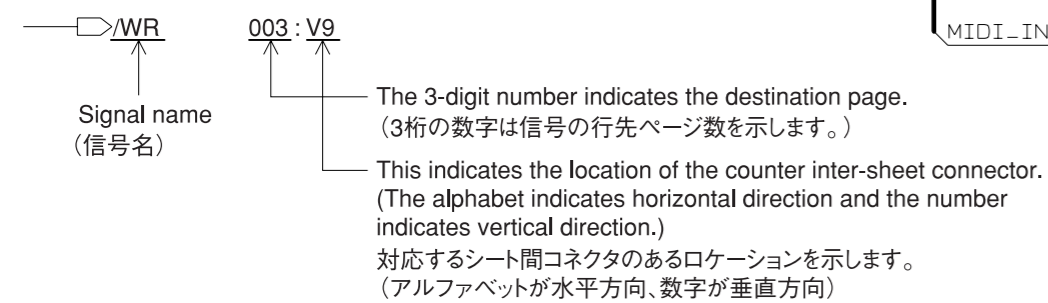 /WR 003 : V9
MIDI_IN
Signal name
（信号名）
The 3-digit number indicates the destination page.
（3桁の数字は信号の行先ページ数を示します。）
This indicates the location of the counter inter-sheet connector.
(The alphabet indicates horizontal direction and the number
indicates vertical direction.)
対応するシート間コネクタのあるロケーションを示します。
（アルファベットが水平方向、数字が垂直方向）